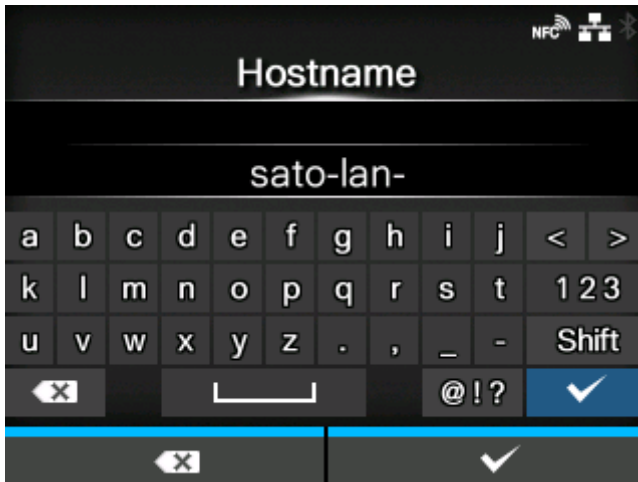 NFC
Hostname
sato-lan-
a b c d e f g h i j < >
k l m n o p q r s t 123
u v w x y z . , _ - Shift
@!?